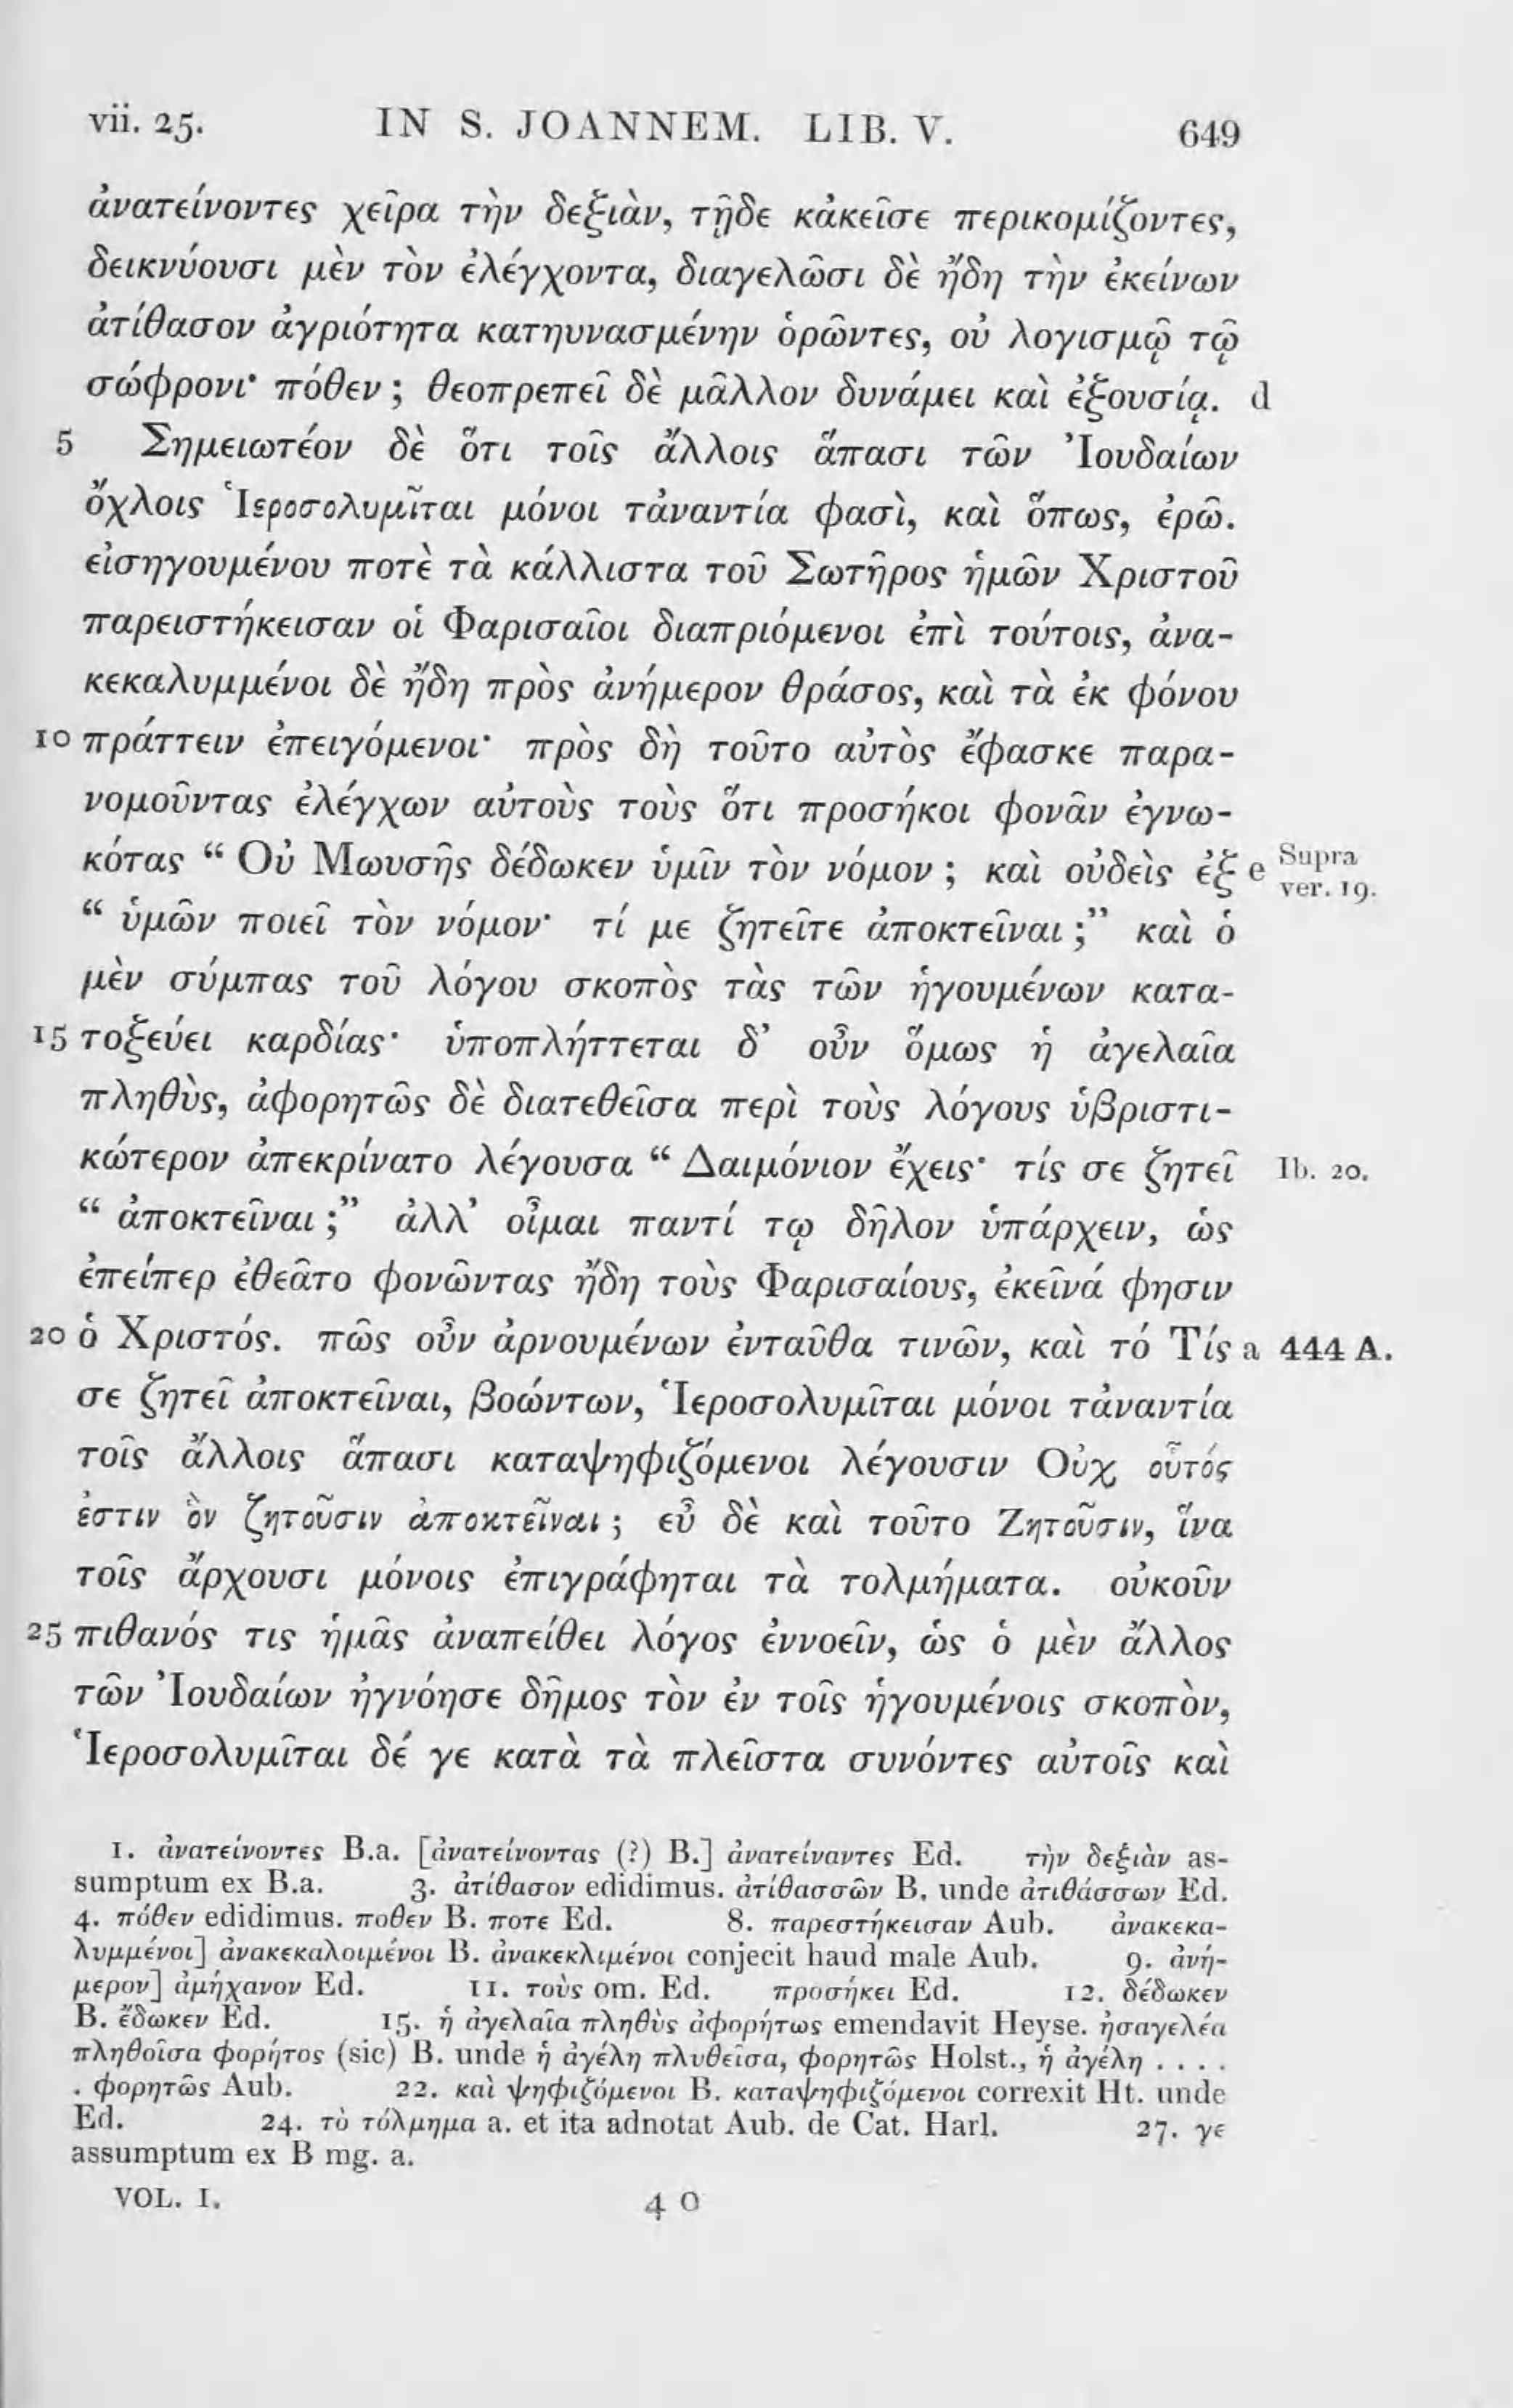 vii. 25. IN S. JOANNEM. LIB. V. 649
ἀνατείνοντες χεῖρα τὴν δεξιὰν, τῇδε κἀκεῖσε περικομίζοντες,
δεικνύουσι μὲν τὸν ἐλέγχοντα, διαγελῶσι δὲ ἤδη τὴν ἐκείνων
ἀτίθασον ἀγριότητα κατηυνασμένην ὁρῶντες, οὐ λογισμῷ τῷ
σώφρονι· πόθεν; θεοπρεπεῖ δὲ μᾶλλον δυνάμει καὶ ἐξουσίᾳ. d
5 Σημειωτέον δὲ ὅτι τοῖς ἄλλοις ἅπασι τῶν Ἰουδαίων
ὄχλοις Ἱεροσολυμῖται μόνοι τἀναντία φασὶ, καὶ ὅπως, ἐρῶ.
εἰσηγουμένου ποτὲ τὰ κάλλιστα τοῦ Σωτῆρος ἡμῶν Χριστοῦ
παρειστήκεισαν οἱ Φαρισαῖοι διαπριόμενοι ἐπὶ τούτοις, ἀνα-
κεκαλυμμένοι δὲ ἤδη πρὸς ἀνήμερον θράσος, καὶ τὰ ἐκ φόνου
10 πράττειν ἐπειγόμενοι· πρὸς δὴ τοῦτο αὐτὸς ἔφασκε παρα-
νομοῦντας ἐλέγχων αὐτοὺς τοὺς ὅτι προσήκοι φονᾶν ἐγνω-
κότας “ Οὐ Μωυσῆς δέδωκεν ὑμῖν τὸν νόμον ; καὶ οὐδεὶς ἐξ e Supra ver. 19.
“ ὑμῶν ποιεῖ τὸν νόμον· τί με ζητεῖτε ἀποκτεῖναι ;” καὶ ὁ
μὲν σύμπας τοῦ λόγου σκοπὸς τὰς τῶν ἡγουμένων κατα-
15 τοξεύει καρδίας· ὑποπλήττεται δ’ οὖν ὅμως ἡ ἀγελαῖα
πληθὺς, ἀφορητῶς δὲ διατεθεῖσα περὶ τοὺς λόγους ὑβριστι-
κώτερον ἀπεκρίνατο λέγουσα “ Δαιμόνιον ἔχεις· τίς σε ζητεῖ Ib. 20.
“ ἀποκτεῖναι ;” ἀλλ’ οἶμαι παντί τῳ δῆλον ὑπάρχειν, ὡς
ἐπείπερ ἐθεᾶτο φονῶντας ἤδη τοὺς Φαρισαίους, ἐκεῖνά φησιν
20 ὁ Χριστός. πῶς οὖν ἀρνουμένων ἐνταῦθα τινῶν, καὶ τό Τίς a 444 A.
σε ζητεῖ ἀποκτεῖναι, βοώντων, Ἱεροσολυμῖται μόνοι τἀναντία
τοῖς ἄλλοις ἅπασι καταψηφιζόμενοι λέγουσιν Οὐχ οὗτός
ἐστιν ὃν ζητοῦσιν ἀποκτεῖναι ; εὖ δὲ καὶ τοῦτο Ζητοῦσιν, ἵνα
τοῖς ἄρχουσι μόνοις ἐπιγράφηται τὰ τολμήματα. οὐκοῦν
25 πιθανός τις ἡμᾶς ἀναπείθει λόγος ἐννοεῖν, ὡς ὁ μὲν ἄλλος
τῶν Ἰουδαίων ἠγνόησε δῆμος τὸν ἐν τοῖς ἡγουμένοις σκοπὸν,
Ἱεροσολυμῖται δέ γε κατὰ τὰ πλεῖστα συνόντες αὐτοῖς καὶ
1. ἀνατείνοντες B.a. [ἀνατείνοντας (?) B.] ἀνατείναντες Ed. τὴν δεξιὰν as-
sumptum ex B.a. 3. ἀτίθασον edidimus. ἀτίθασσῶν B. unde ἀτιθάσσων Ed.
4. πόθεν edidimus. ποθεν B. ποτε Ed. 8. παρεστήκεισαν Aub. ἀνακεκα-
λυμμένοι] ἀνακεκαλοιμένοι B. ἀνακεκλιμένοι conjecit haud male Aub. 9. ἀνή-
μερον] ἀμήχανον Ed. 11. τοὺς om. Ed. προσήκει Ed. 12. δέδωκεν
B. ἔδωκεν Ed. 15. ἡ ἀγελαῖα πληθὺς ἀφορήτως emendavit Heyse. ἡσαγελέα
πληθοῖσα φορήτος (sic) B. unde ἡ ἀγέλη πλυθεῖσα, φορητῶς Holst., ἡ ἀγέλη . . . .
. φορητῶς Aub. 22. καὶ ψηφιζόμενοι B. καταψηφιζόμενοι correxit Ht. unde
Ed. 24. τὸ τόλμημα a. et ita adnotat Aub. de Cat. Harl. 27. γε
assumptum ex B mg. a.
VOL. I. 4 O